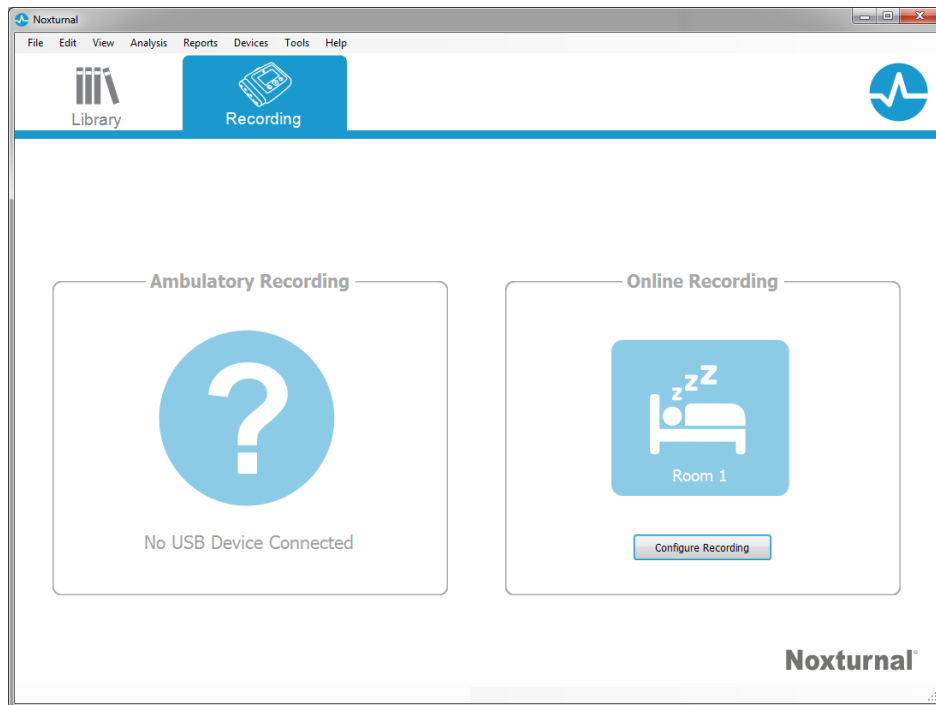 Noxturnal
File Edit View Analysis Reports Devices Tools Help
Library
Recording
Ambulatory Recording
?
No USB Device Connected
Online Recording
zzZ
Room 1
Configure Recording
Noxturnal®